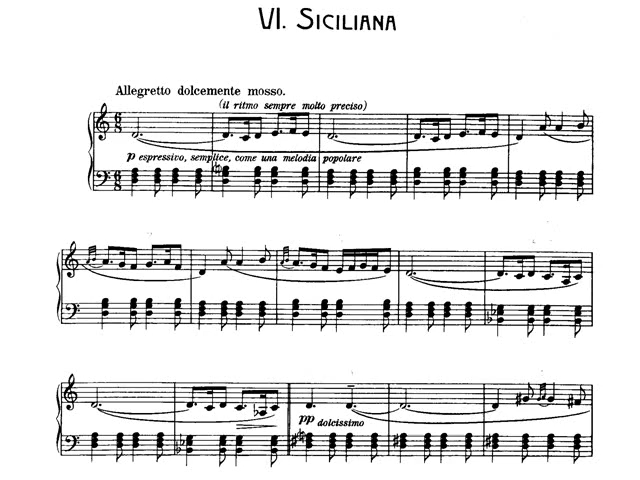 VI. SICILIANA
Allegretto dolcemente mosso.
(il ritmo sempre molto preciso)
p espressivo, semplice, come una melodia popolare
pp dolcissimo